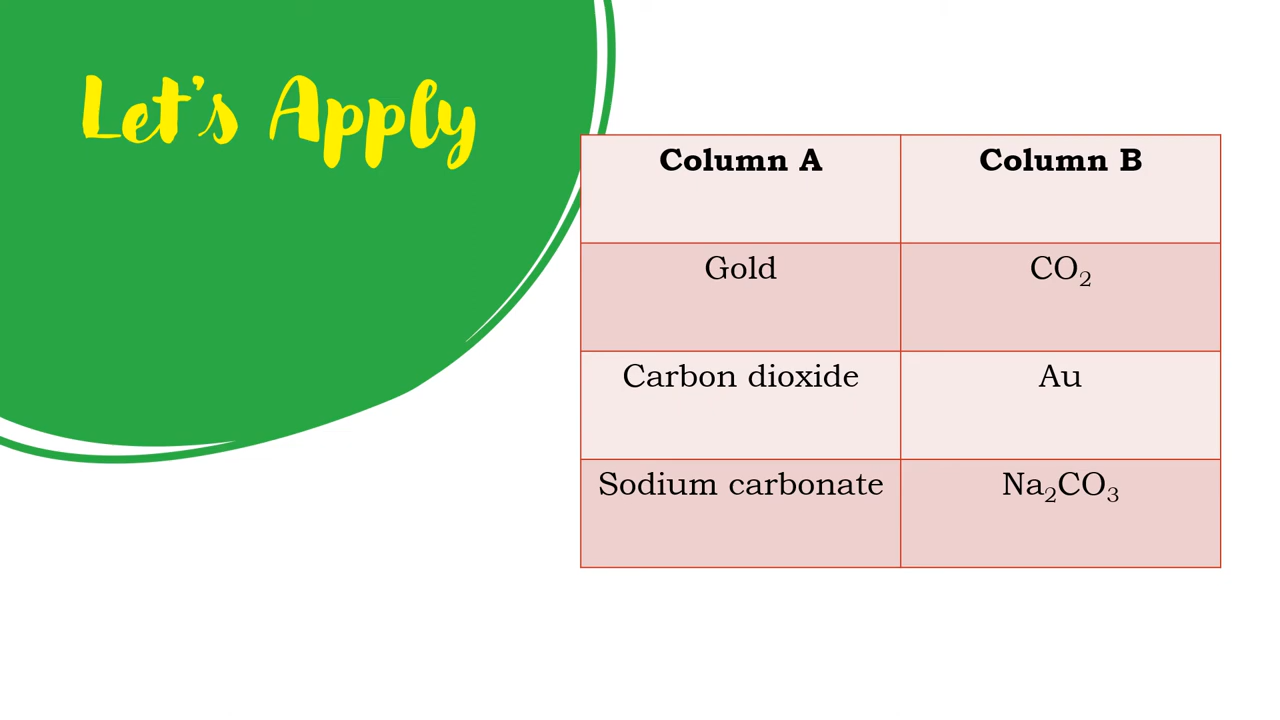 Let's Apply
Column A Column B
Gold CO₂
Carbon dioxide Au
Sodium carbonate Na₂CO₃